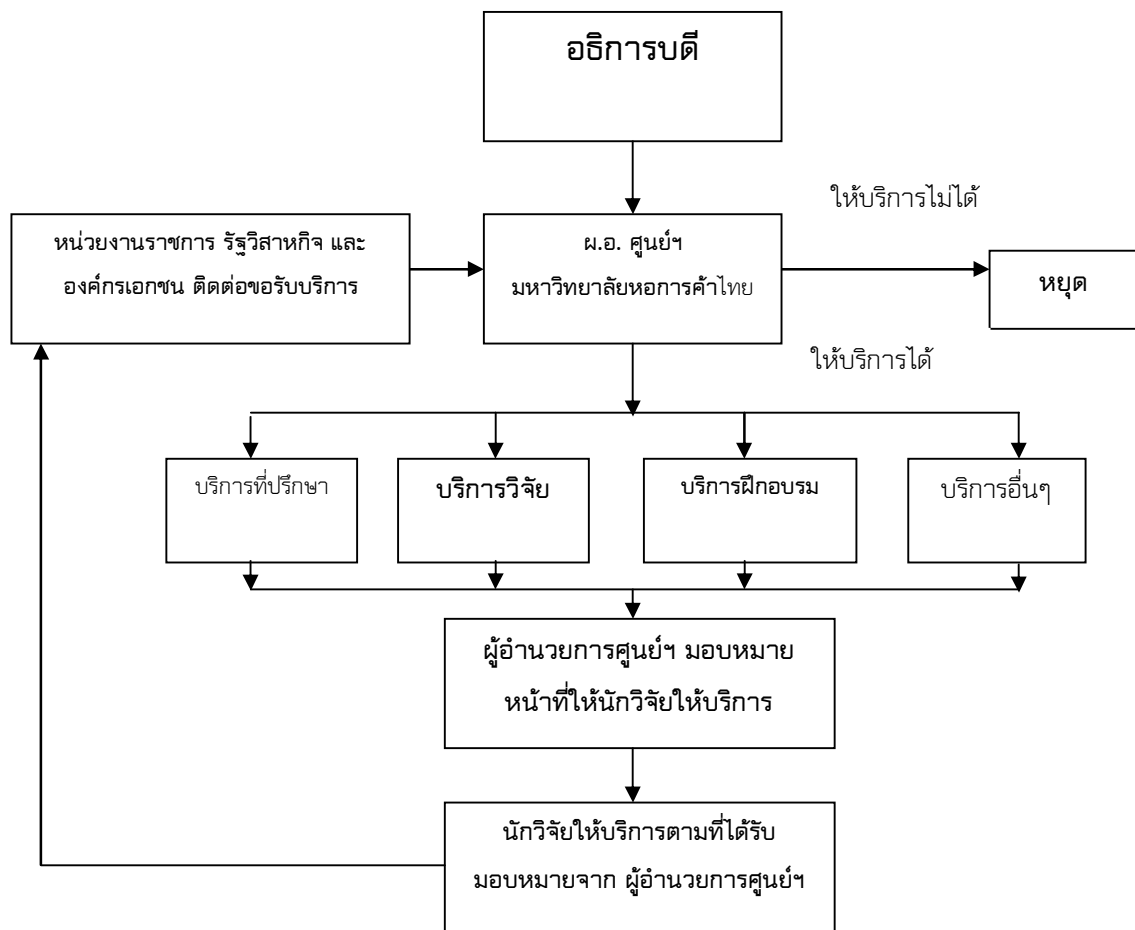 อธิการบดี
ให้บริการไม่ได้
หน่วยงานราชการ รัฐวิสาหกิจ และ
องค์กรเอกชน ติดต่อขอรับบริการ
ผ.อ. ศูนย์ฯ
มหาวิทยาลัยหอการค้าไทย
หยุด
ให้บริการได้
บริการที่ปรึกษา
บริการวิจัย
บริการฝึกอบรม
บริการอื่นๆ
ผู้อำนวยการศูนย์ฯ มอบหมาย
หน้าที่ให้นักวิจัยให้บริการ
นักวิจัยให้บริการตามที่ได้รับ
มอบหมายจาก ผู้อำนวยการศูนย์ฯ